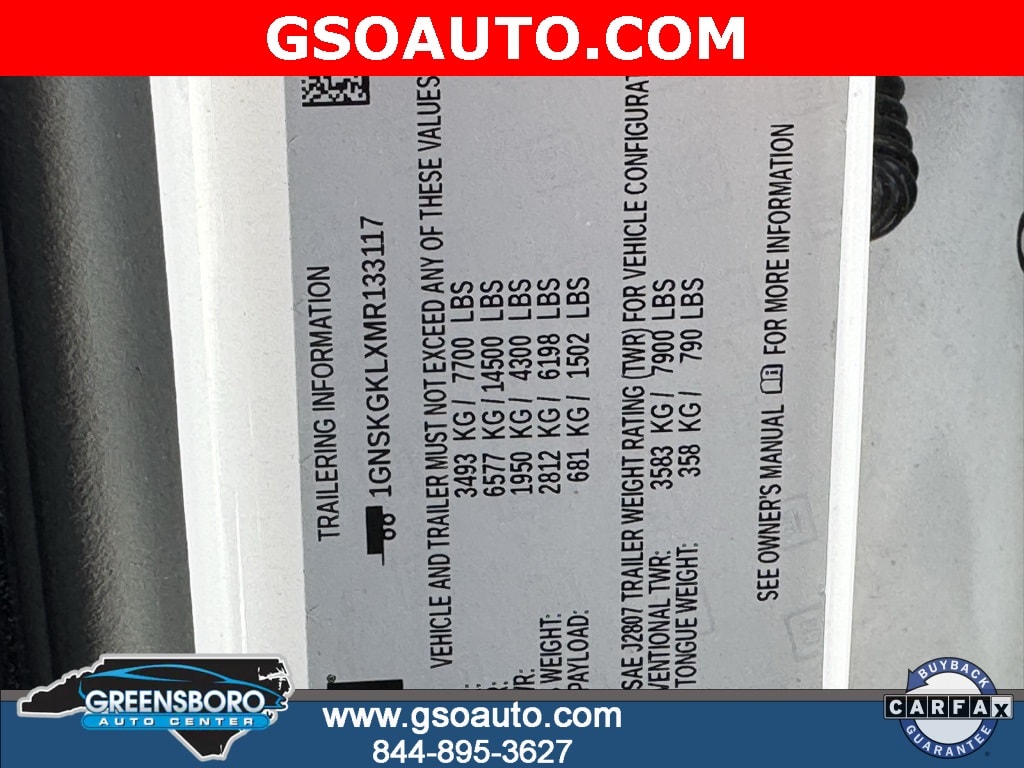 GSOAUTO.COM
TRAILERING INFORMATION
1GNSKGKLXMR133117
VEHICLE AND TRAILER MUST NOT EXCEED ANY OF THESE VALUES
3493 KG / 7700 LBS
6577 KG / 14500 LBS
1950 KG / 4300 LBS
WEIGHT: 2812 KG / 6198 LBS
PAYLOAD: 681 KG / 1502 LBS
SAE J2807 TRAILER WEIGHT RATING (TWR) FOR VEHICLE
TWR: 3583 KG / 7900 LBS
TONGUE WEIGHT: 358 KG / 790 LBS
SEE OWNER'S MANUAL FOR MORE INFORMATION
GREENSBORO
AUTO CENTER
www.gsoauto.com
844-895-3627
BUYBACK
CARFAX
GUARANTEE